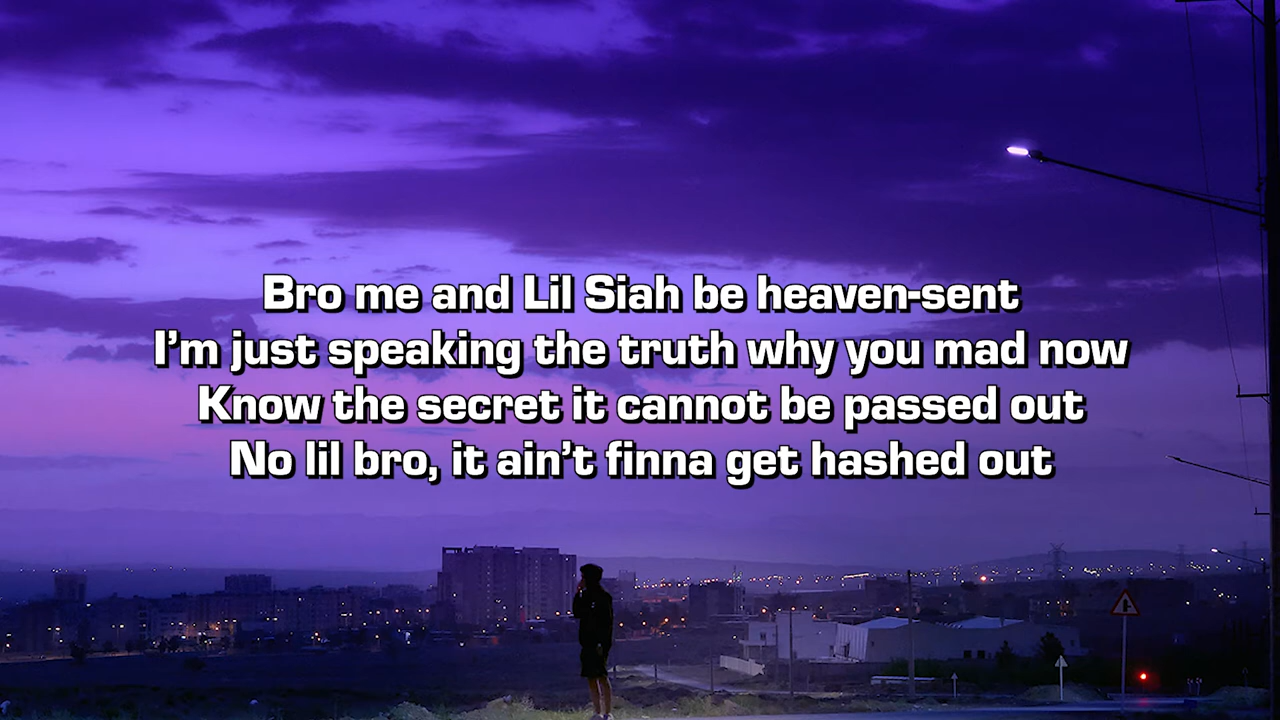 Bro me and Lil Siah be heaven-sent
I'm just speaking the truth why you mad now
Know the secret it cannot be passed out
No lil bro, it ain't finna get hashed out